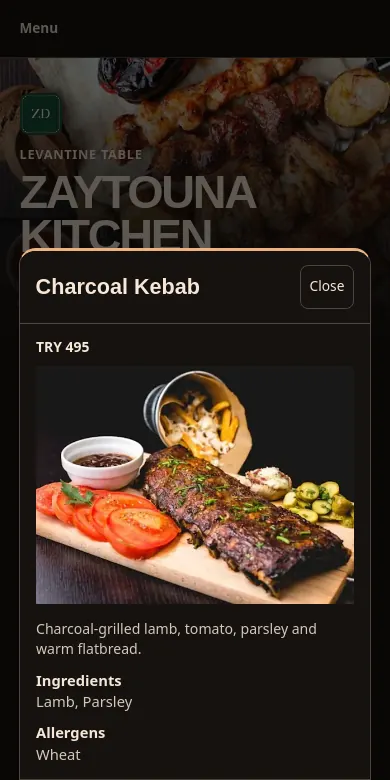 Menu
ZD
LEVANTINE TABLE
ZAYTOUNA
KITCHEN
Charcoal Kebab
Close
TRY 495
Charcoal-grilled lamb, tomato, parsley and
warm flatbread.
Ingredients
Lamb, Parsley
Allergens
Wheat